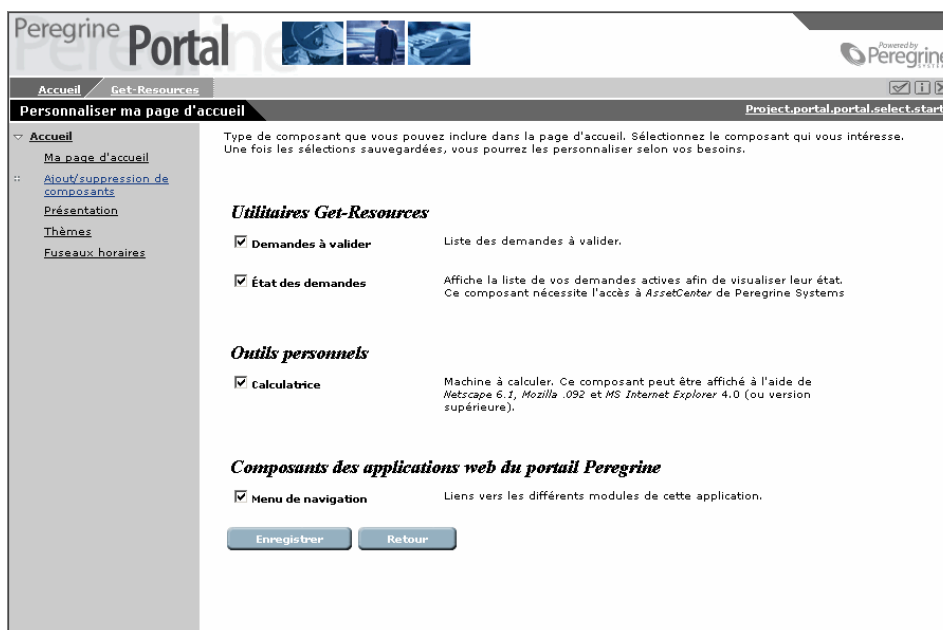 Peregrine Portal
Powered by
Peregrine
SYSTEMS
Accueil Get-Resources
Personnaliser ma page d'accueil Project.portal.portal.select.start
Accueil
Ma page d'accueil
Ajout/suppression de
composants
Présentation
Thèmes
Fuseaux horaires
Type de composant que vous pouvez inclure dans la page d'accueil. Sélectionnez le composant qui vous intéresse.
Une fois les sélections sauvegardées, vous pourrez les personnaliser selon vos besoins.
Utilitaires Get-Resources
Demandes à valider Liste des demandes à valider.
État des demandes Affiche la liste de vos demandes actives afin de visualiser leur état.
Ce composant nécessite l'accès à AssetCenter de Peregrine Systems
Outils personnels
Calculatrice Machine à calculer. Ce composant peut être affiché à l'aide de
Netscape 6.1, Mozilla .092 et MS Internet Explorer 4.0 (ou version
supérieure).
Composants des applications web du portail Peregrine
Menu de navigation Liens vers les différents modules de cette application.
Enregistrer Retour